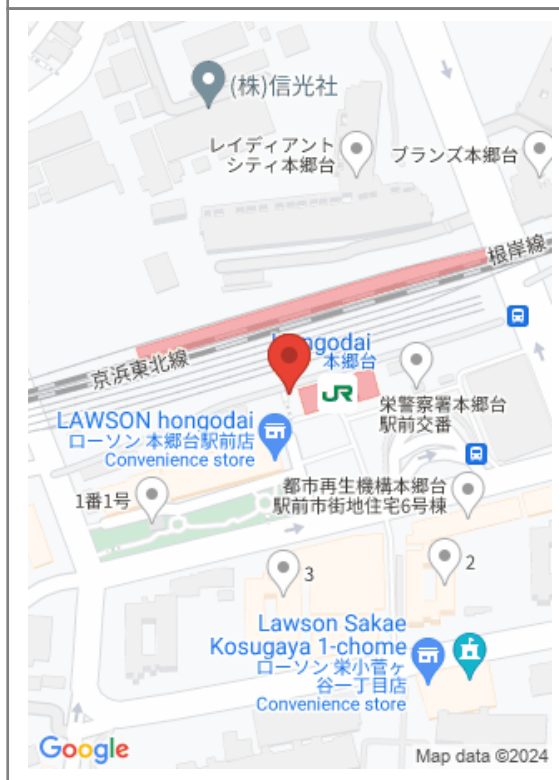 (株)信光社
レイディアント
シティ本郷台
ブランズ本郷台
根岸線
京浜東北線
Hongodai
本郷台
JR
栄警察署本郷台
駅前交番
LAWSON hongodai
ローソン 本郷台駅前店
Convenience store
1番1号
都市再生機構本郷台
駅前市街地住宅6号棟
3
2
Lawson Sakae
Kosugaya 1-chome
ローソン 栄小菅ヶ
谷一丁目店
Convenience store
Google
Map data ©2024